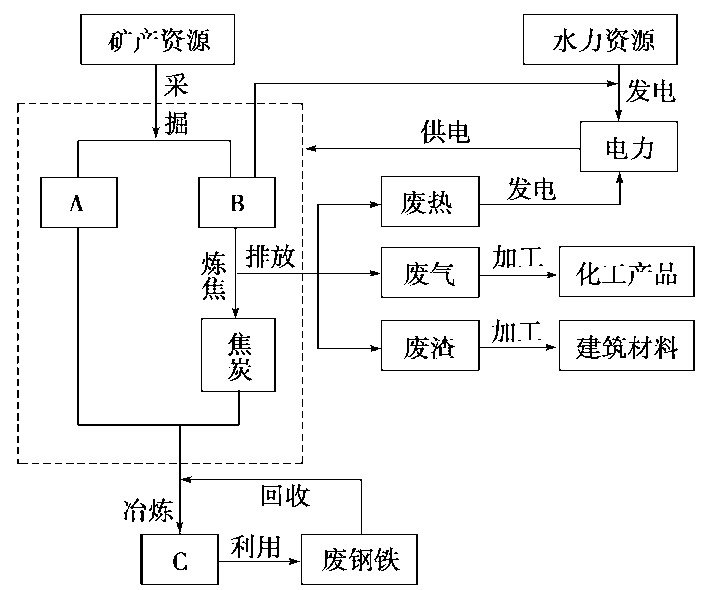 矿产资源
水力资源
采
掘
发电
供电
电力
A
B
废热
发电
炼
焦
排放
废气
加工
化工产品
焦
炭
废渣
加工
建筑材料
回收
冶炼
C
利用
废钢铁